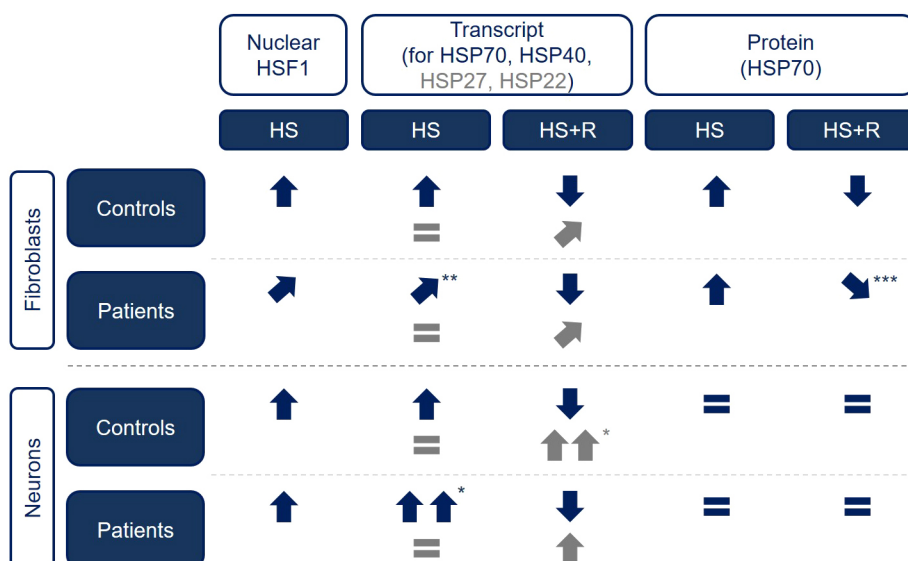 Nuclear
HSF1
Transcript
(for HSP70, HSP40,
HSP27, HSP22)
Protein
(HSP70)
HS
HS
HS+R
HS
HS+R
Fibroblasts
Controls
=
Patients
**
***
=
Neurons
Controls
=
=
=
*
Patients
*
=
=
=